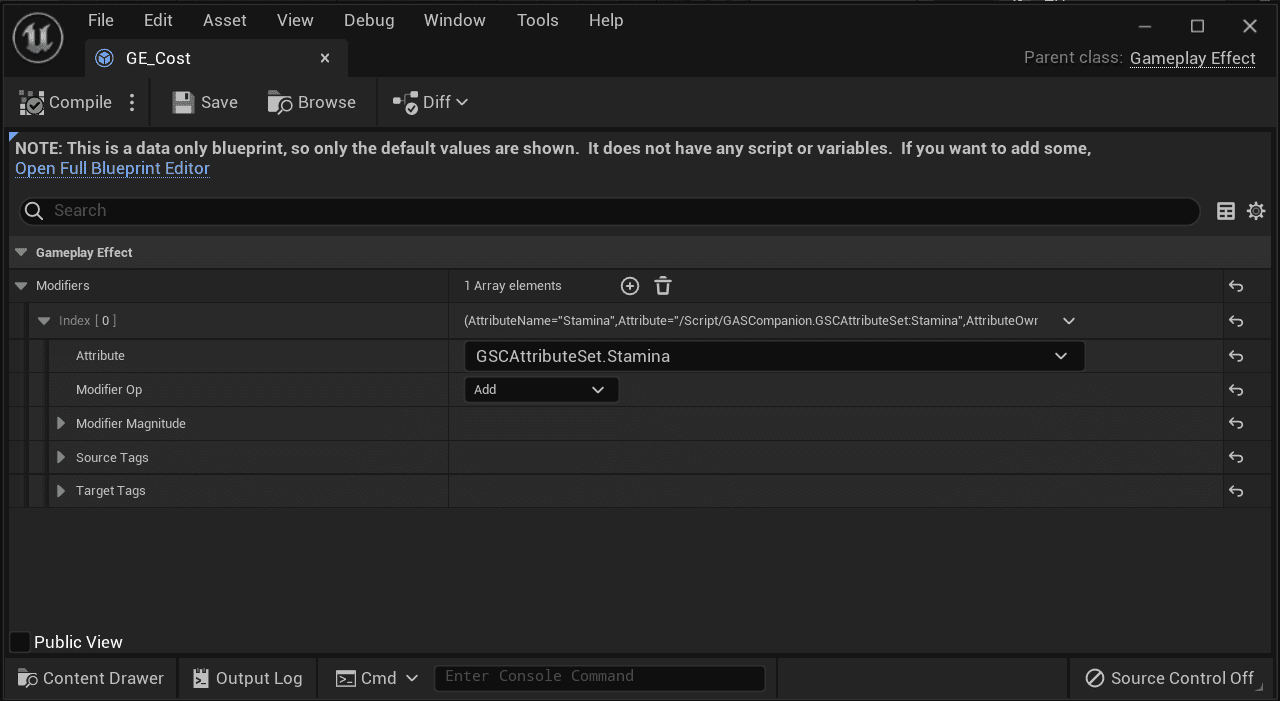 File Edit Asset View Debug Window Tools Help
GE_Cost
Parent class: Gameplay Effect
Compile Save Browse Diff
NOTE: This is a data only blueprint, so only the default values are shown.  It does not have any script or variables.  If you want to add some,
Open Full Blueprint Editor
Search
Gameplay Effect
Modifiers 1 Array elements
Index [ 0 ] (AttributeName="Stamina",Attribute="/Script/GASCompanion.GSCAttributeSet:Stamina",AttributeOwr
Attribute GSCAttributeSet.Stamina
Modifier Op Add
Modifier Magnitude
Source Tags
Target Tags
Public View
Content Drawer Output Log Cmd Enter Console Command Source Control Off